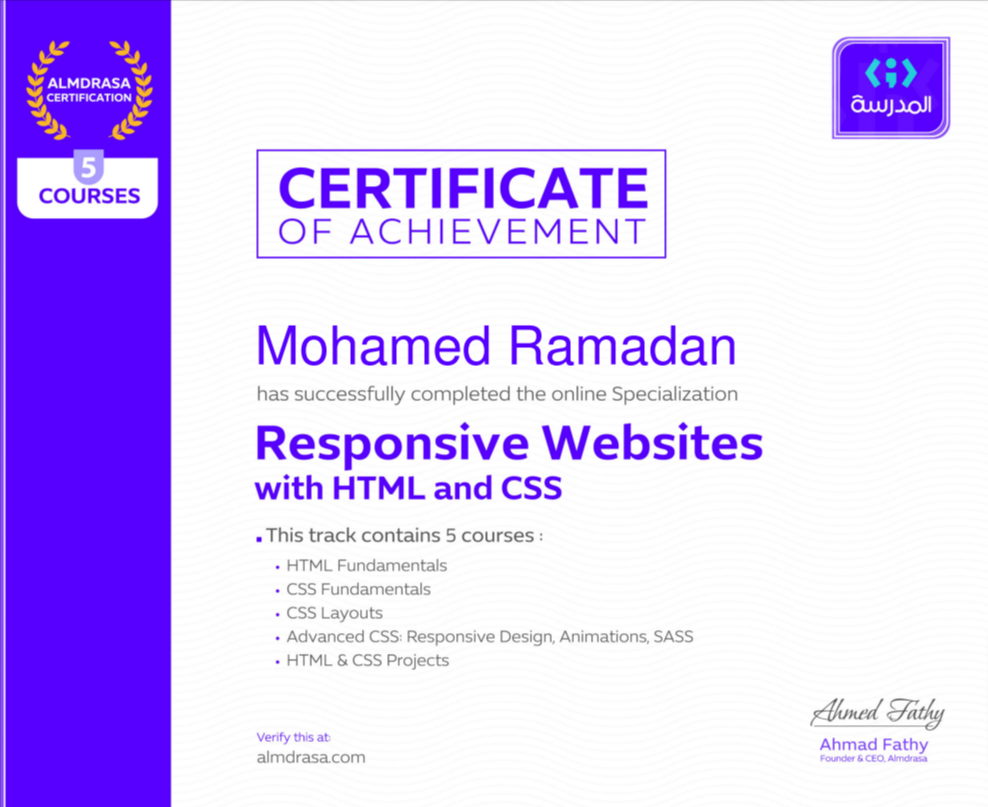 ALMDRASA
CERTIFICATION
5
COURSES
المدرسة
CERTIFICATE
OF ACHIEVEMENT
Mohamed Ramadan
has successfully completed the online Specialization
Responsive Websites
with HTML and CSS
This track contains 5 courses :
• HTML Fundamentals
• CSS Fundamentals
• CSS Layouts
• Advanced CSS: Responsive Design, Animations, SASS
• HTML & CSS Projects
Verify this at:
almdrasa.com
Ahmed Fathy
Ahmad Fathy
Founder & CEO, Almdrasa